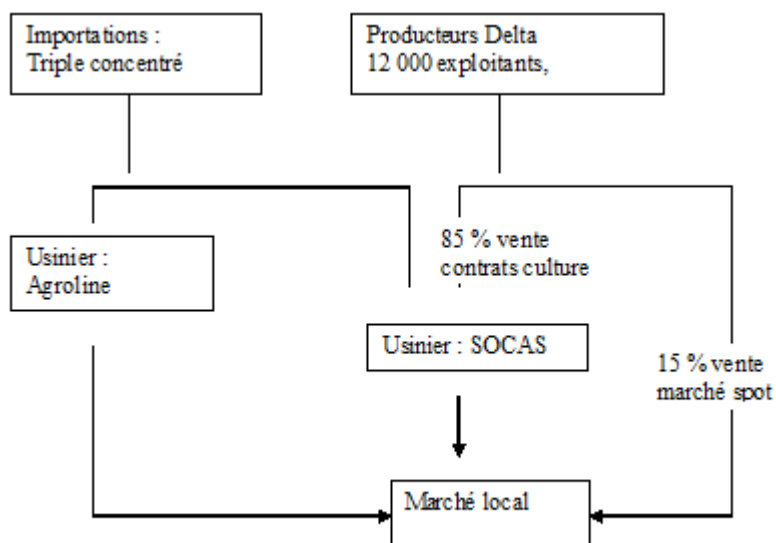 Importations :
Triple concentré
Producteurs Delta
12 000 exploitants,
Usinier :
Agroline
85 % vente
contrats culture
Usinier : SOCAS
15 % vente
marché spot
Marché local